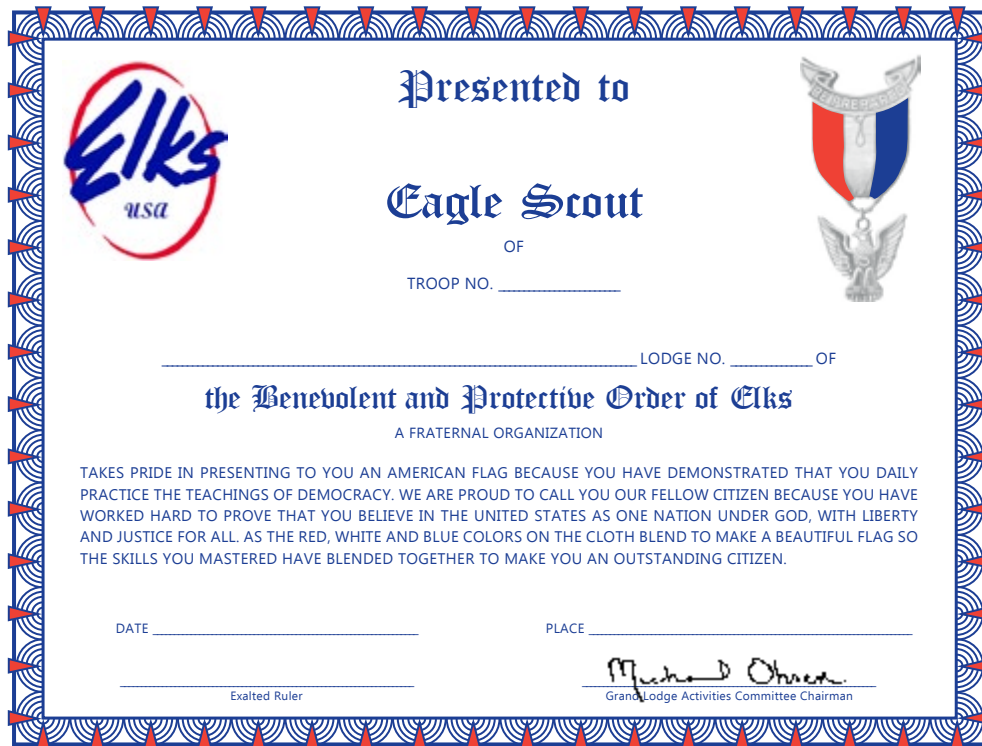 Elks
usa
Presented to
BE PREPARED
Eagle Scout
OF
TROOP NO.
LODGE NO. OF
the Benevolent and Protective Order of Elks
A FRATERNAL ORGANIZATION
TAKES PRIDE IN PRESENTING TO YOU AN AMERICAN FLAG BECAUSE YOU HAVE DEMONSTRATED THAT YOU DAILY
PRACTICE THE TEACHINGS OF DEMOCRACY. WE ARE PROUD TO CALL YOU OUR FELLOW CITIZEN BECAUSE YOU HAVE
WORKED HARD TO PROVE THAT YOU BELIEVE IN THE UNITED STATES AS ONE NATION UNDER GOD, WITH LIBERTY
AND JUSTICE FOR ALL. AS THE RED, WHITE AND BLUE COLORS ON THE CLOTH BLEND TO MAKE A BEAUTIFUL FLAG SO
THE SKILLS YOU MASTERED HAVE BLENDED TOGETHER TO MAKE YOU AN OUTSTANDING CITIZEN.
DATE PLACE
Exalted Ruler Grand Lodge Activities Committee Chairman